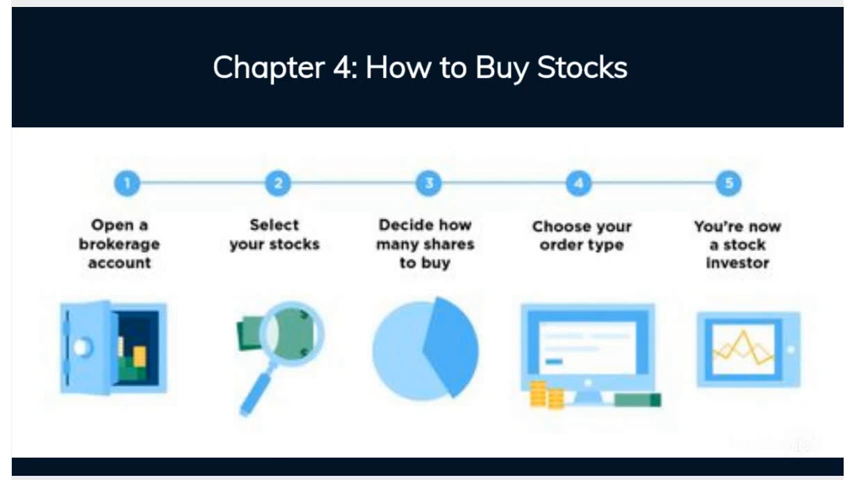 Chapter 4: How to Buy Stocks
1
2
3
4
5
Open a
brokerage
account
Select
your stocks
Decide how
many shares
to buy
Choose your
order type
You're now
a stock
investor